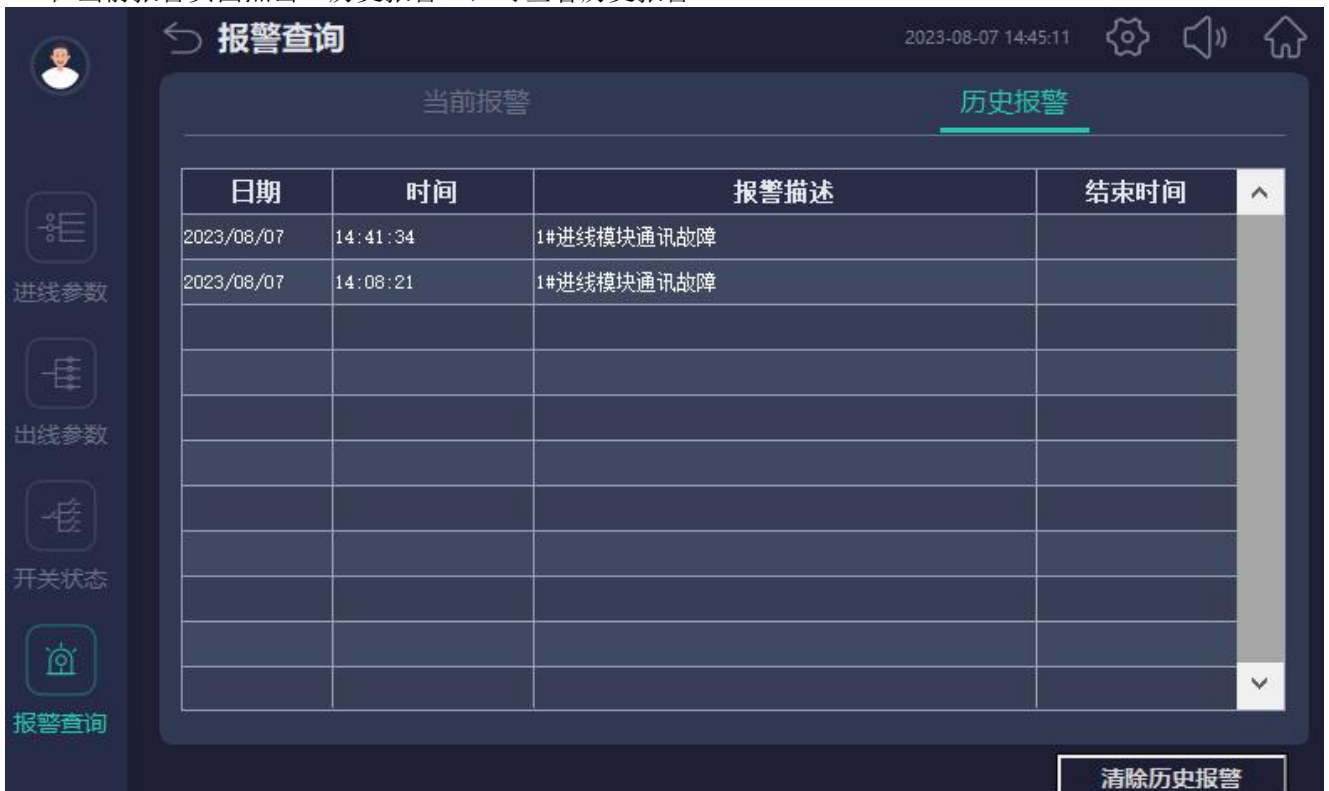 报警查询
2023-08-07 14:45:11
当前报警 历史报警
日期 时间 报警描述 结束时间
2023/08/07 14:41:34 1#进线模块通讯故障
2023/08/07 14:08:21 1#进线模块通讯故障
进线参数
出线参数
开关状态
报警查询
清除历史报警